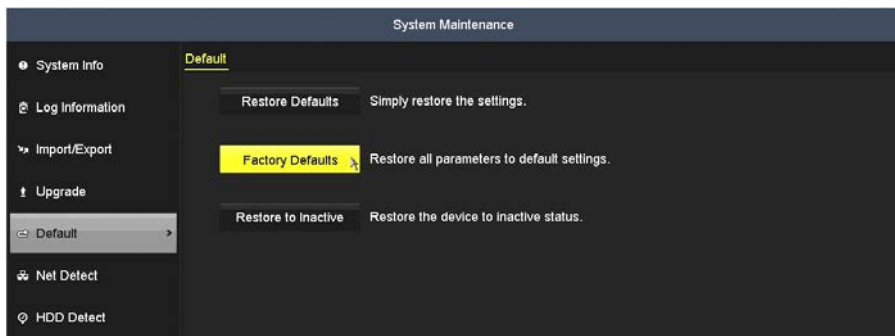 System Maintenance
System Info
Log Information
Import/Export
Upgrade
Default
Net Detect
HDD Detect
Default
Restore Defaults Simply restore the settings.
Factory Defaults Restore all parameters to default settings.
Restore to Inactive Restore the device to inactive status.